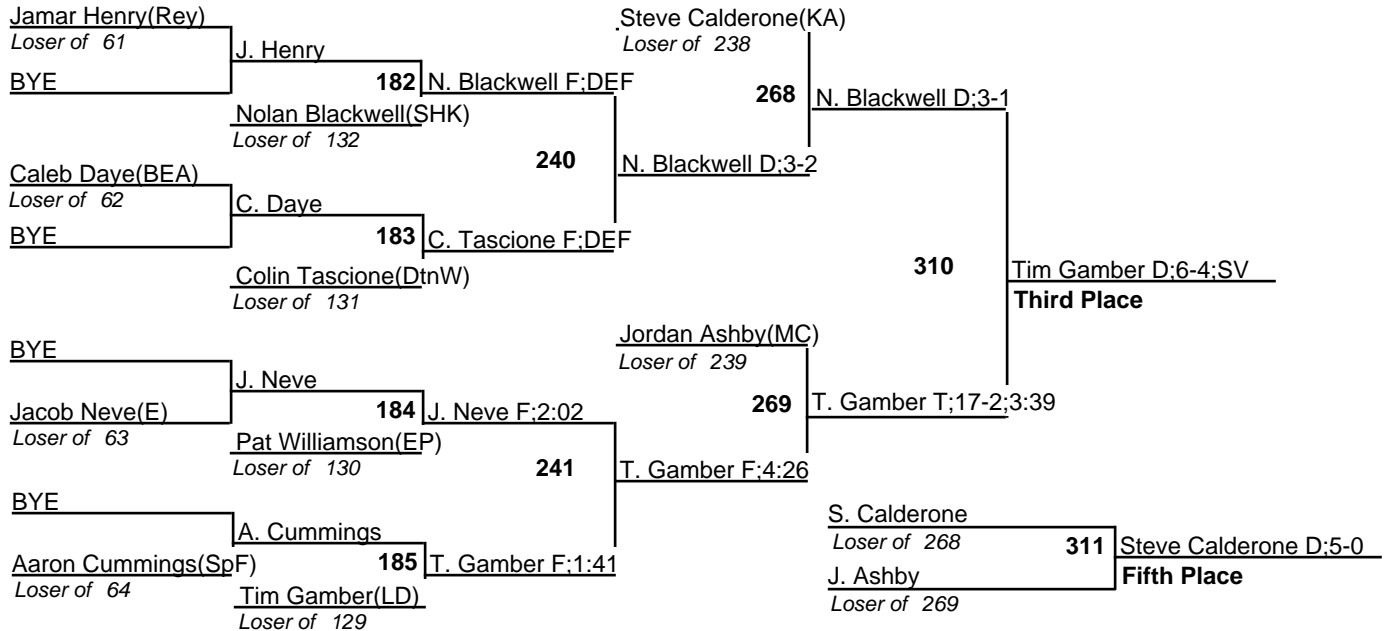 Jamar Henry(Rey)
Loser of 61
J. Henry
BYE
182
N. Blackwell F;DEF
Nolan Blackwell(SHK)
Loser of 132
240
Caleb Daye(BEA)
Loser of 62
C. Daye
BYE
183
C. Tascione F;DEF
Colin Tascione(DtnW)
Loser of 131
Steve Calderone(KA)
Loser of 238
268
N. Blackwell D;3-1
N. Blackwell D;3-2
310
Tim Gamber D;6-4;SV
Third Place
BYE
J. Neve
Jacob Neve(E)
Loser of 63
184
J. Neve F;2:02
Pat Williamson(EP)
Loser of 130
241
BYE
A. Cummings
Aaron Cummings(SpF)
Loser of 64
185
T. Gamber F;1:41
Tim Gamber(LD)
Loser of 129
Jordan Ashby(MC)
Loser of 239
269
T. Gamber T;17-2;3:39
T. Gamber F;4:26
S. Calderone
Loser of 268
311
Steve Calderone D;5-0
J. Ashby
Fifth Place
Loser of 269